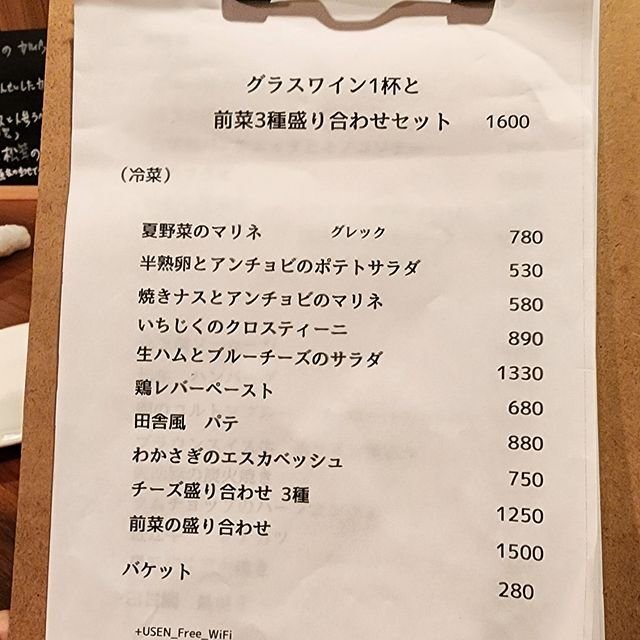 グラスワイン1杯と
前菜3種盛り合わせセット 1600
（冷菜）
夏野菜のマリネ グレック 780
半熟卵とアンチョビのポテトサラダ 530
焼きナスとアンチョビのマリネ 580
いちじくのクロスティーニ 890
生ハムとブルーチーズのサラダ 1330
鶏レバーペースト 680
田舎風 パテ 880
わかさぎのエスカベッシュ 750
チーズ盛り合わせ 3種 1250
前菜の盛り合わせ 1500
バケット 280
+USEN_Free_WiFi